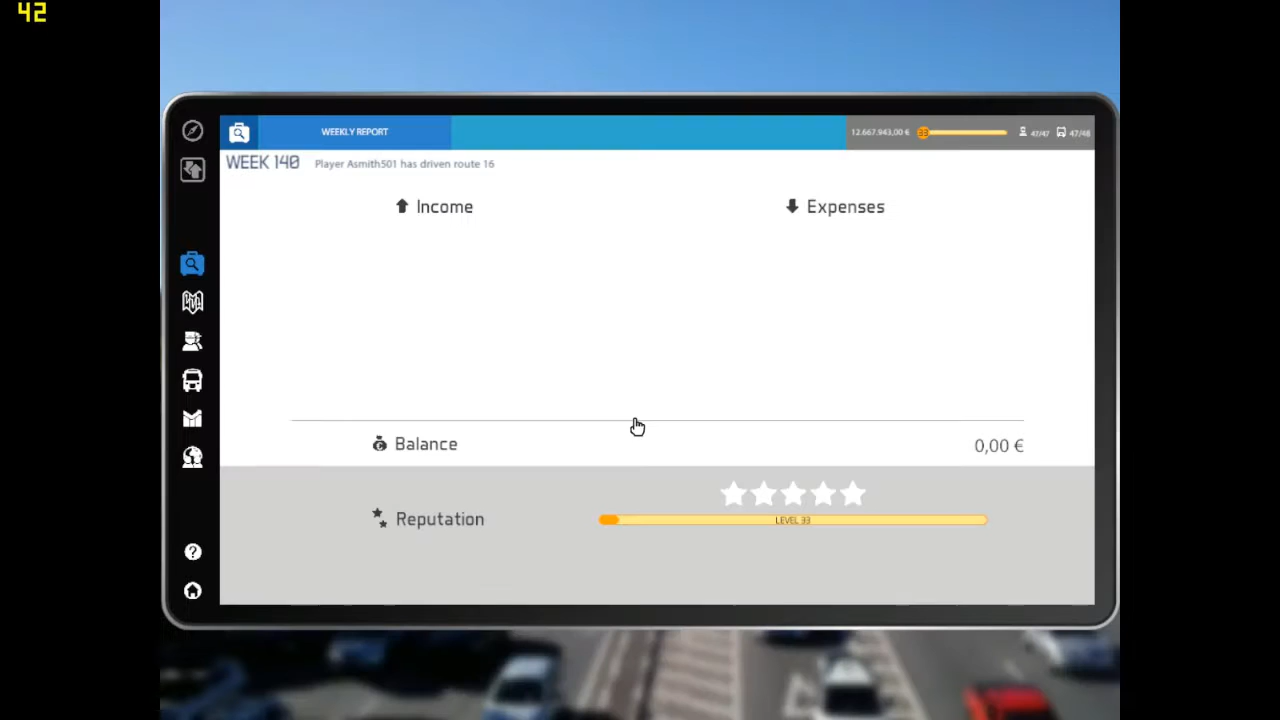 42
WEEKLY REPORT
12.667.943,00 € 33 47/47 47/48
WEEK 140 Player Asmith501 has driven route 16
Income
Expenses
Balance 0,00 €
Reputation
LEVEL 33
?